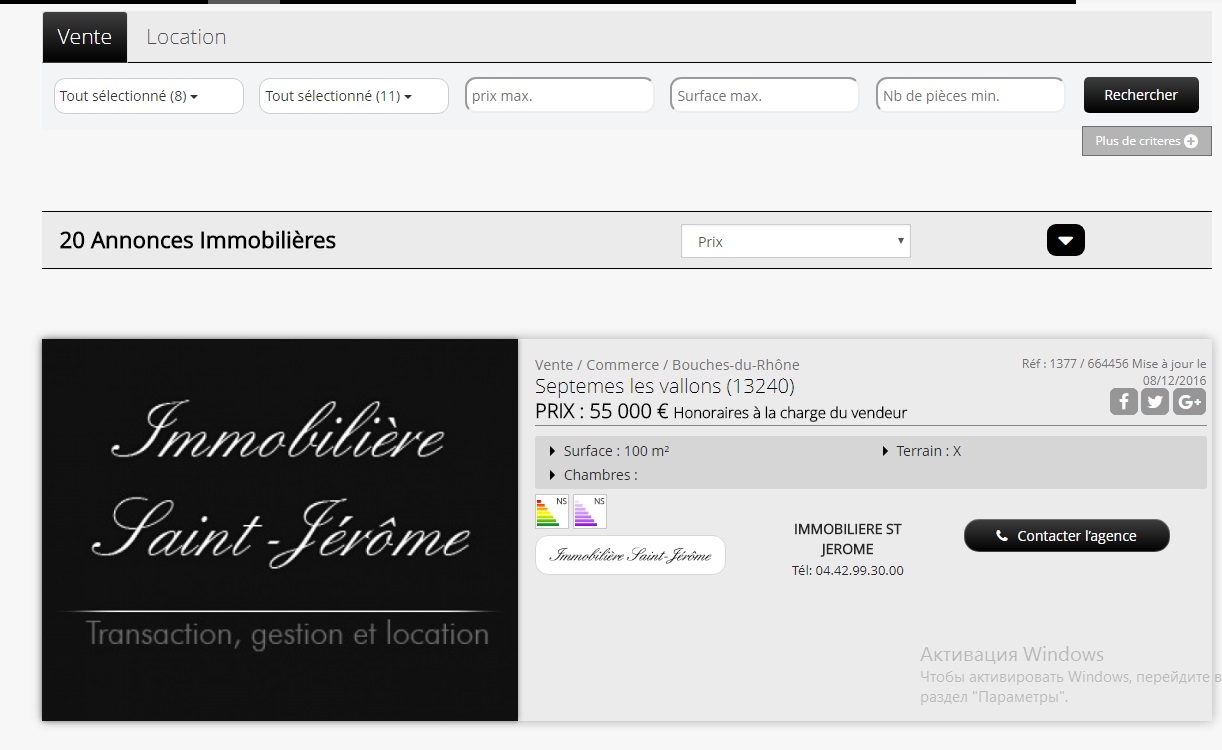 Vente
Location
Tout sélectionné (8)
Tout sélectionné (11)
prix max.
Surface max.
Nb de pièces min.
Rechercher
Plus de criteres
20 Annonces Immobilières
Prix
Immobilière
Saint-Jérôme
Transaction, gestion et location
Vente / Commerce / Bouches-du-Rhône
Septemes les vallons (13240)
PRIX : 55 000 € Honoraires à la charge du vendeur
Réf : 1377 / 664456 Mise à jour le
08/12/2016
Surface : 100 m²
Terrain : X
Chambres :
NS
NS
Immobilière Saint-Jérôme
IMMOBILIERE ST
JEROME
Tél: 04.42.99.30.00
Contacter l'agence
Активация Windows
Чтобы активировать Windows, перейдите в
раздел "Параметры".